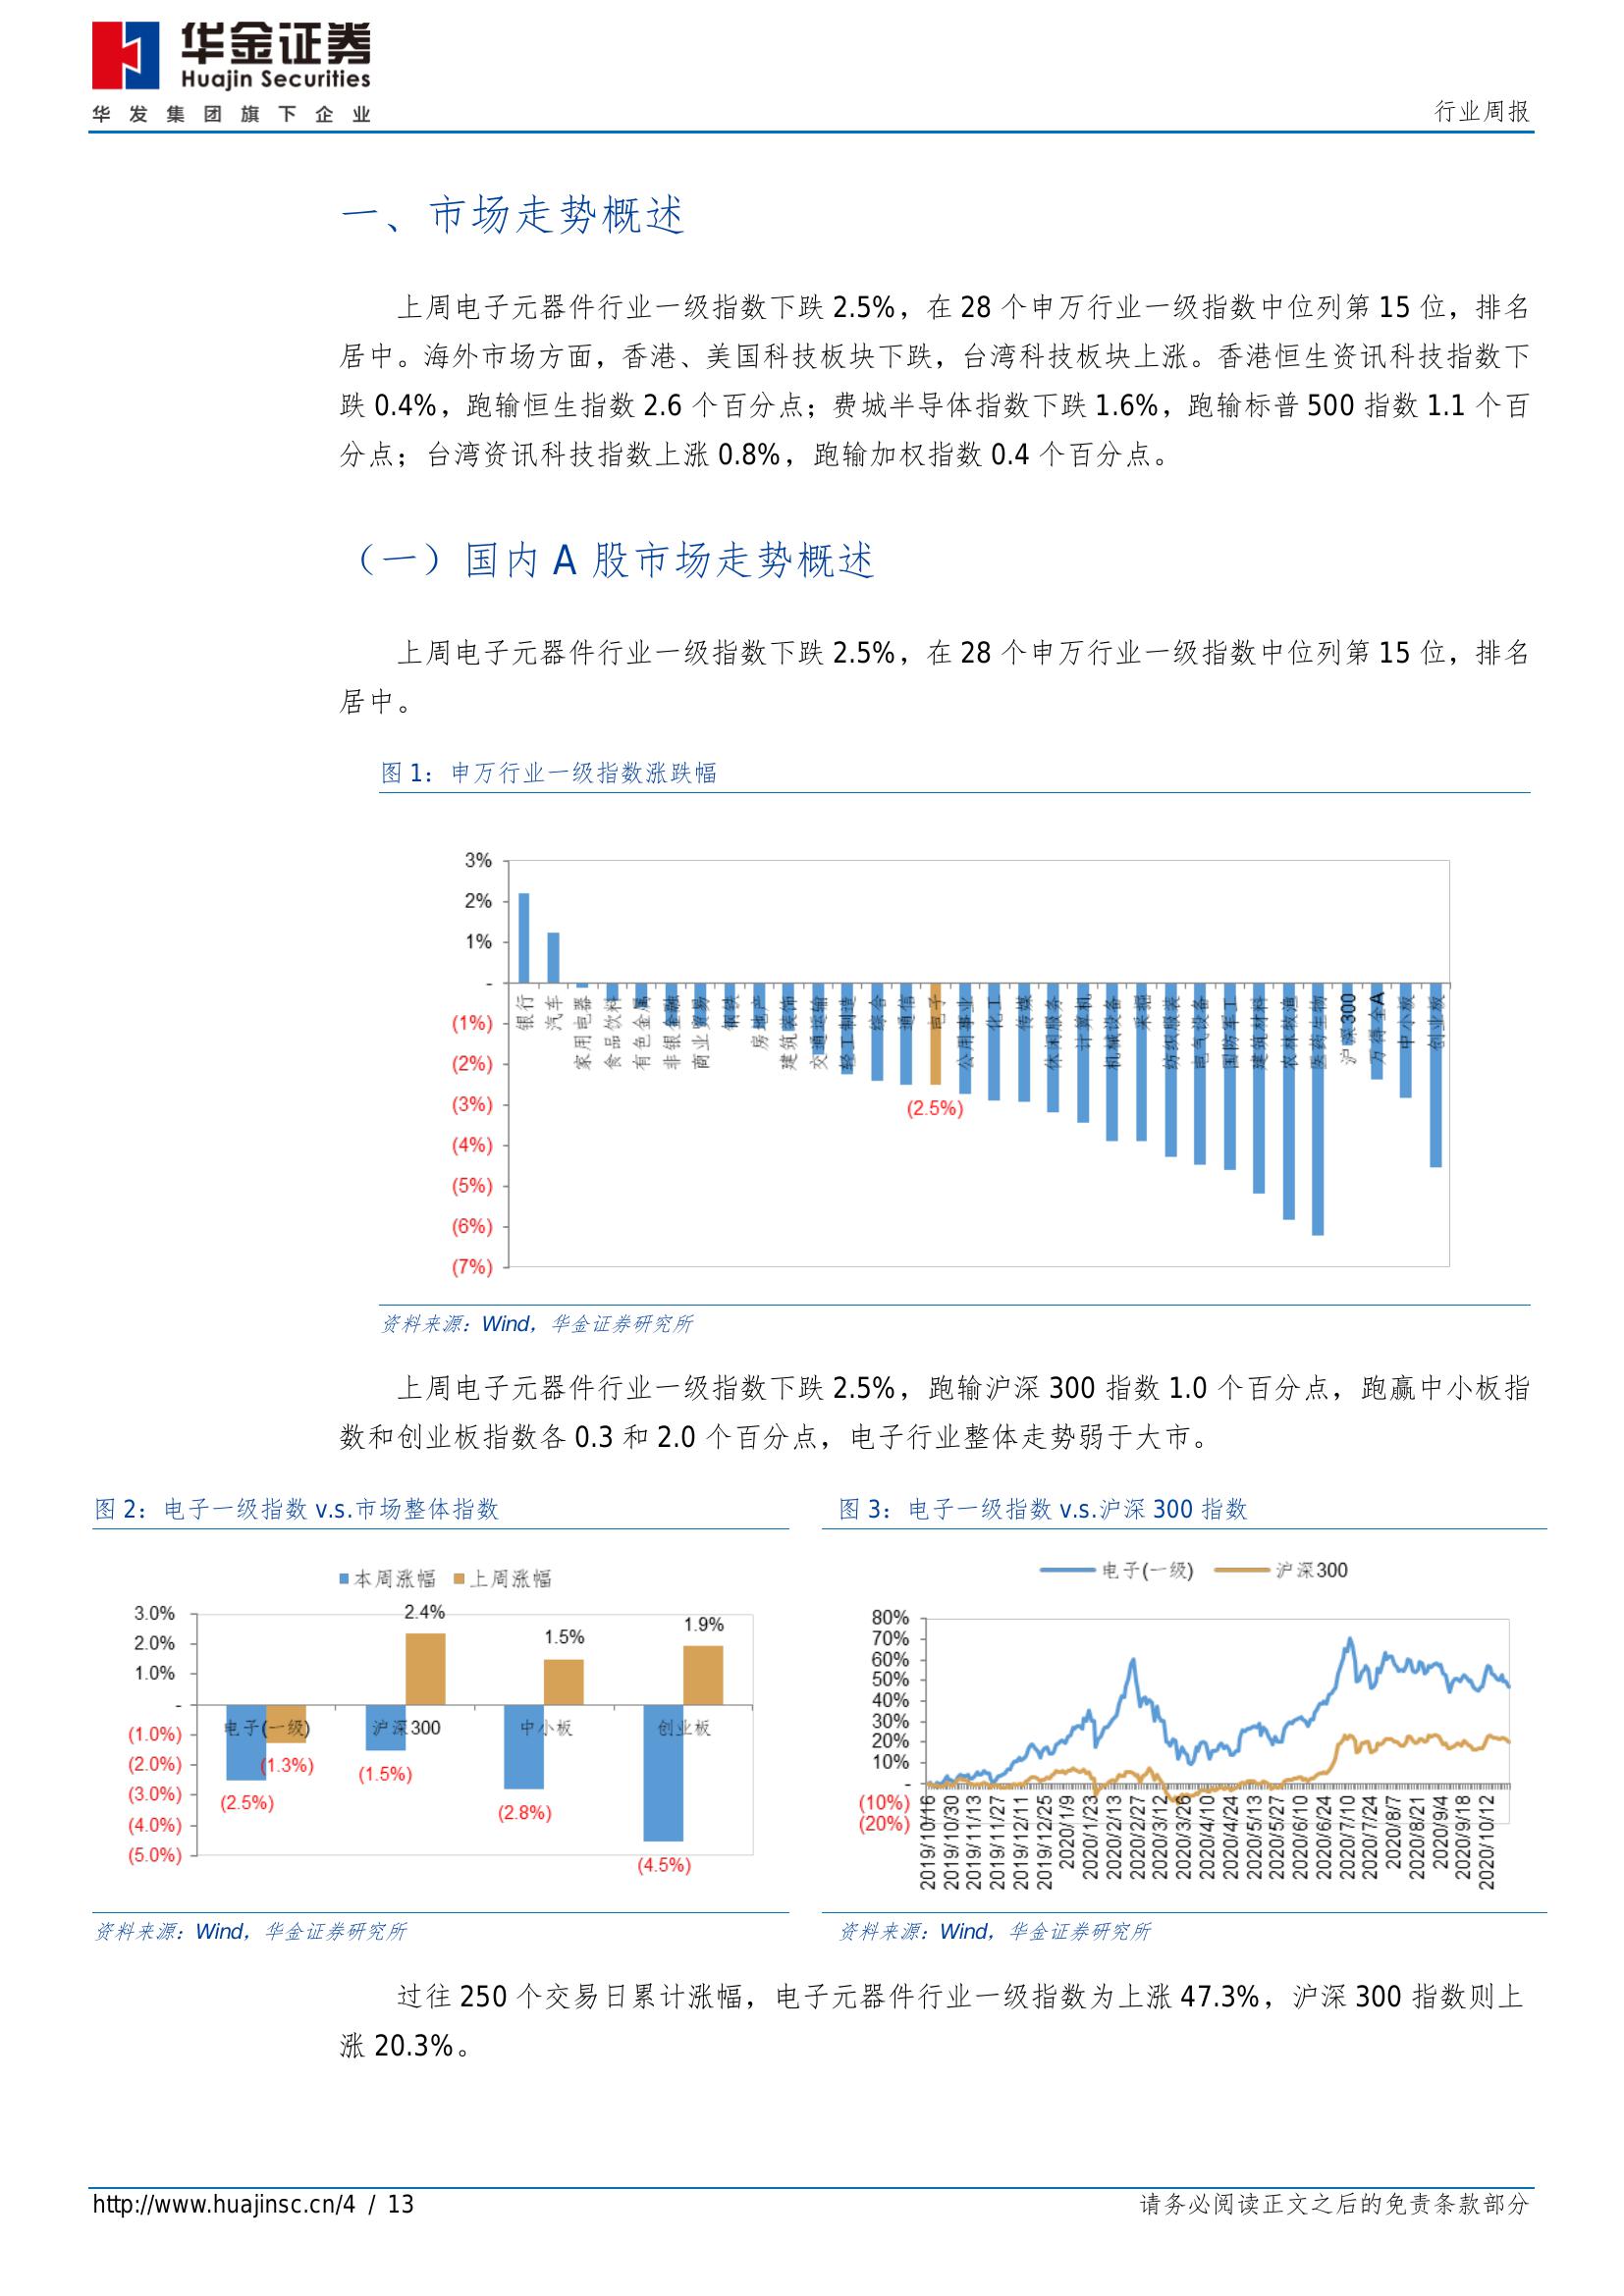 华金证券
Huajin Securities
华发集团旗下企业
行业周报
一、市场走势概述
上周电子元器件行业一级指数下跌 2.5%，在 28 个申万行业一级指数中位列第 15 位，排名
居中。海外市场方面，香港、美国科技板块下跌，台湾科技板块上涨。香港恒生资讯科技指数下
跌 0.4%，跑输恒生指数 2.6 个百分点；费城半导体指数下跌 1.6%，跑输标普 500 指数 1.1 个百
分点；台湾资讯科技指数上涨 0.8%，跑输加权指数 0.4 个百分点。
（一）国内 A 股市场走势概述
上周电子元器件行业一级指数下跌 2.5%，在 28 个申万行业一级指数中位列第 15 位，排名
居中。
图 1：申万行业一级指数涨跌幅
3%
2%
1%
-
(1%)
(2%)
(3%)
(4%)
(5%)
(6%)
(7%)
银行
汽车
家用电器
食品饮料
有色金属
非银金融
商业贸易
钢铁
房地产
建筑装饰
交通运输
轻工制造
综合
通信
电子
公用事业
化工
传媒
休闲服务
计算机
机械设备
采掘
纺织服装
电气设备
国防军工
建筑材料
农林牧渔
医药生物
沪深300
万得全A
中小板
创业板
(2.5%)
资料来源：Wind，华金证券研究所
上周电子元器件行业一级指数下跌 2.5%，跑输沪深 300 指数 1.0 个百分点，跑赢中小板指
数和创业板指数各 0.3 和 2.0 个百分点，电子行业整体走势弱于大市。
图 2：电子一级指数 v.s.市场整体指数
本周涨幅 上周涨幅
3.0%
2.0%
1.0%
-
(1.0%)
(2.0%)
(3.0%)
(4.0%)
(5.0%)
2.4%
1.5%
1.9%
电子(一级) 沪深300 中小板 创业板
(1.3%)
(1.5%)
(2.5%)
(2.8%)
(4.5%)
资料来源：Wind，华金证券研究所
图 3：电子一级指数 v.s.沪深 300 指数
电子(一级) 沪深300
80%
70%
60%
50%
40%
30%
20%
10%
-
(10%)
(20%)
2019/10/16
2019/10/30
2019/11/13
2019/11/27
2019/12/11
2019/12/25
2020/1/9
2020/1/23
2020/2/13
2020/2/27
2020/3/12
2020/3/26
2020/4/10
2020/4/24
2020/5/13
2020/5/27
2020/6/10
2020/6/24
2020/7/10
2020/7/24
2020/8/7
2020/8/21
2020/9/4
2020/9/18
2020/10/12
资料来源：Wind，华金证券研究所
过往 250 个交易日累计涨幅，电子元器件行业一级指数为上涨 47.3%，沪深 300 指数则上
涨 20.3%。
http://www.huajinsc.cn/4 / 13
请务必阅读正文之后的免责条款部分